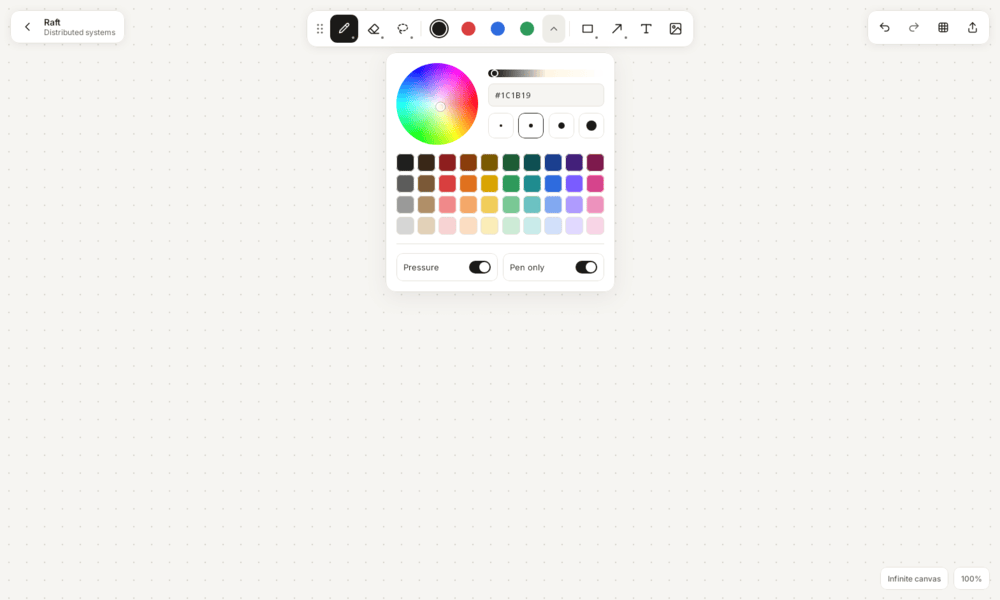 Raft
Distributed systems
#1C1B19
Pressure
Pen only
Infinite canvas
100%